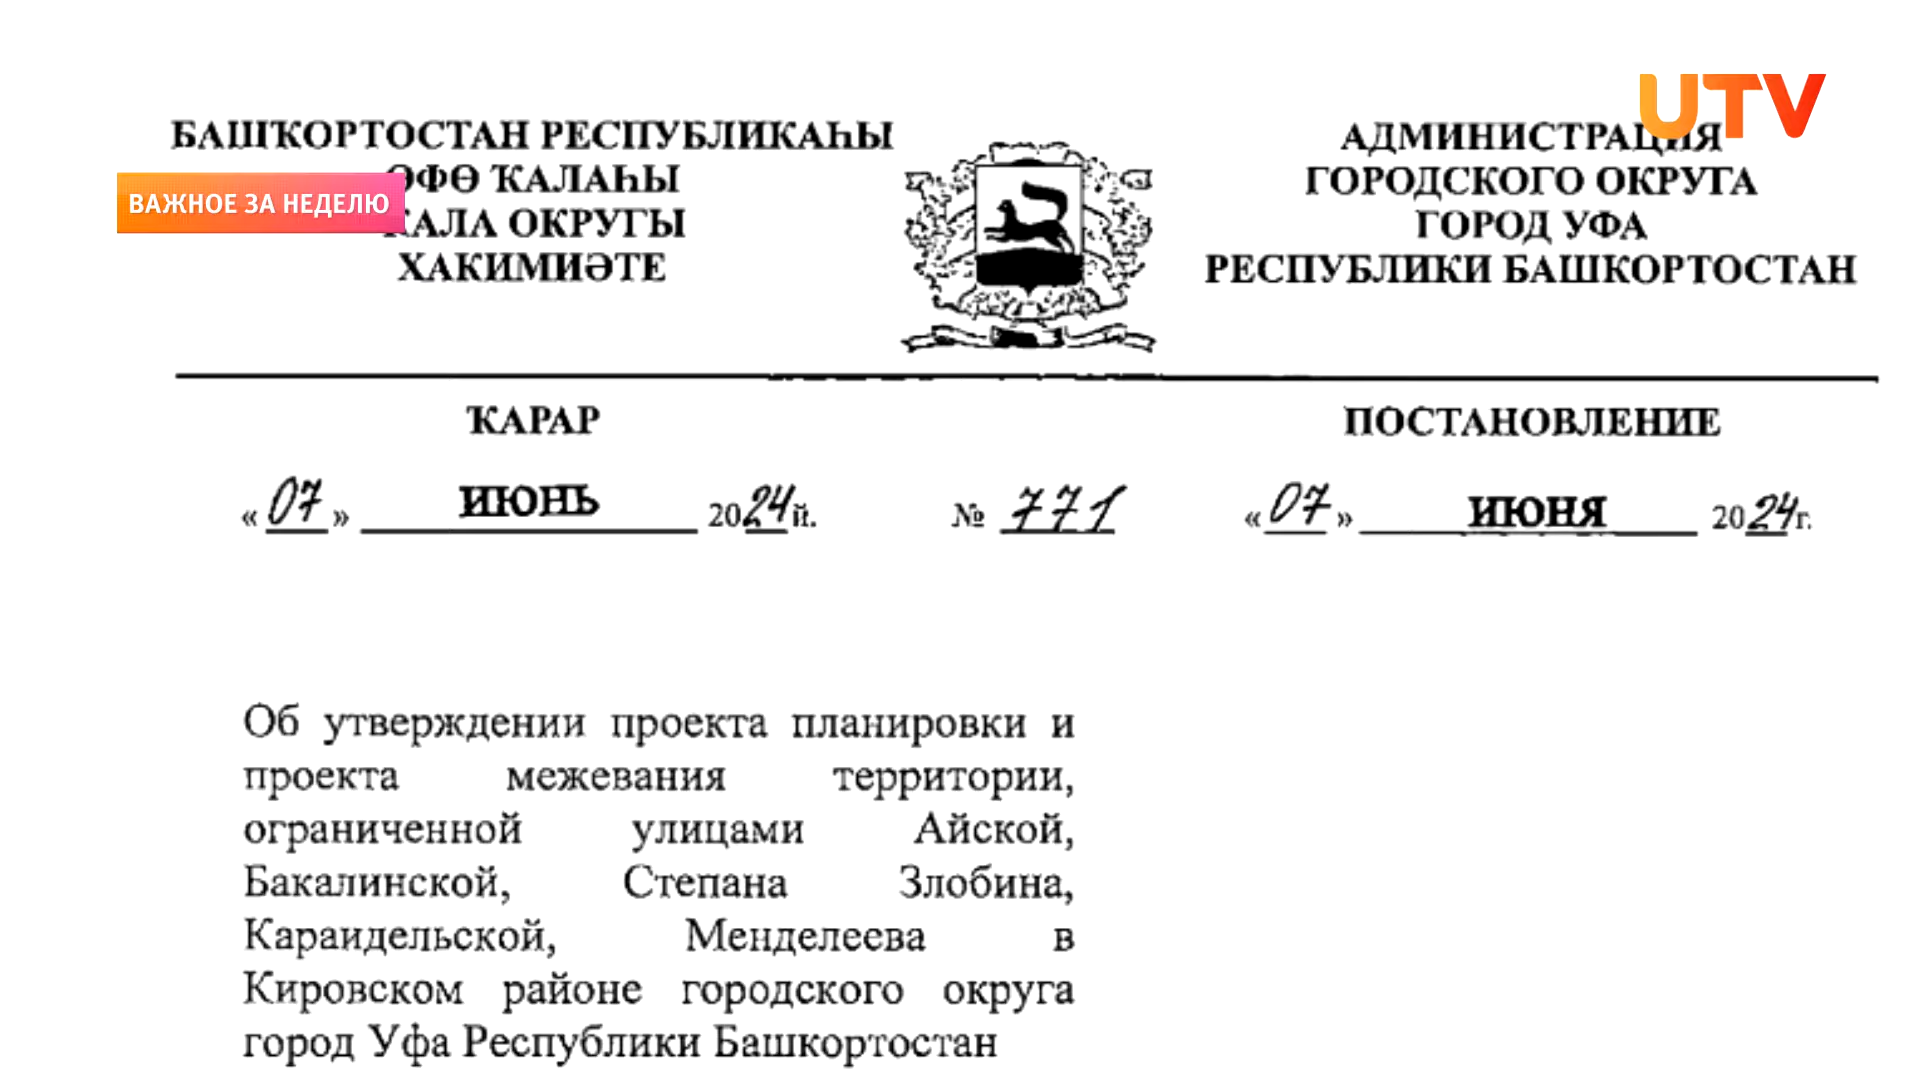 UTV
БАШҠОРТОСТАН РЕСПУБЛИКАҺЫ
ӨФӨ ҠАЛАҺЫ
ҠАЛА ОКРУГЫ
ХАКИМИӘТЕ
ВАЖНОЕ ЗА НЕДЕЛЮ
АДМИНИСТРАЦИЯ
ГОРОДСКОГО ОКРУГА
ГОРОД УФА
РЕСПУБЛИКИ БАШКОРТОСТАН
ҠАРАР
ПОСТАНОВЛЕНИЕ
«07» ИЮНЬ 2024й.
№ 771
«07» ИЮНЯ 2024г.
Об утверждении проекта планировки и
проекта межевания территории,
ограниченной улицами Айской,
Бакалинской, Степана Злобина,
Караидельской, Менделеева в
Кировском районе городского округа
город Уфа Республики Башкортостан